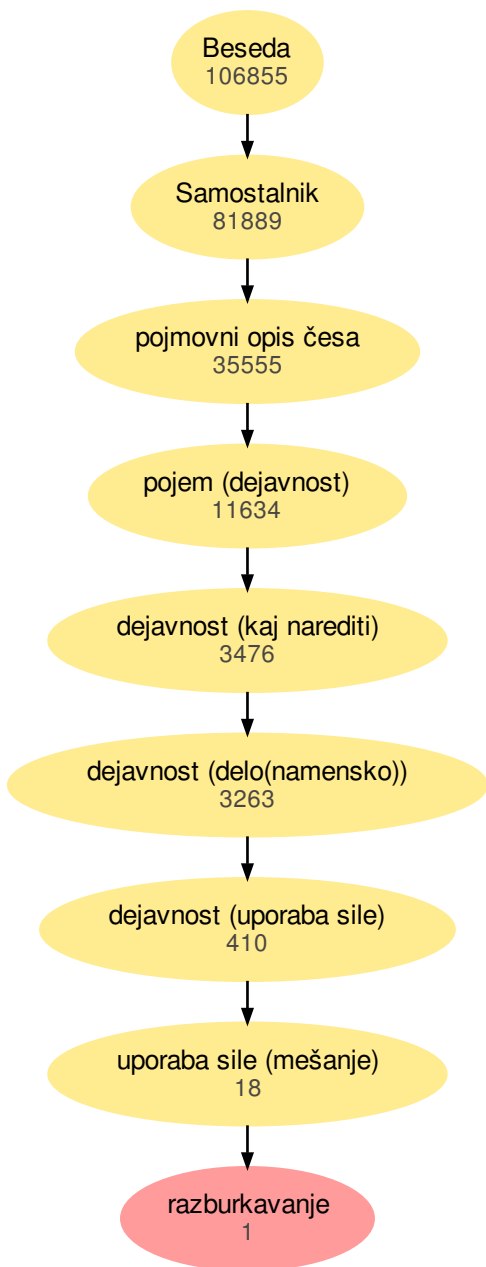 Beseda
106855
Samostalnik
81889
pojmovni opis česa
35555
pojem (dejavnost)
11634
dejavnost (kaj narediti)
3476
dejavnost (delo(namensko))
3263
dejavnost (uporaba sile)
410
uporaba sile (mešanje)
18
razburkavanje
1